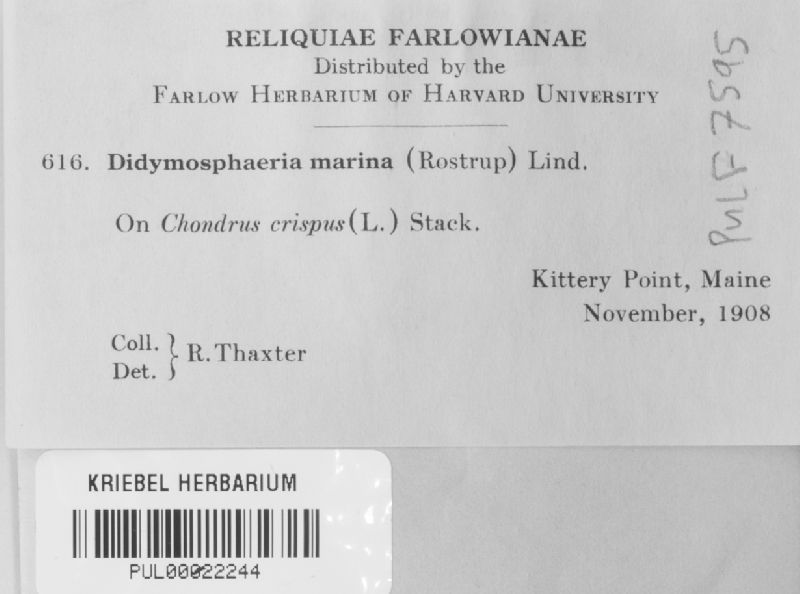 RELIQUIAE FARLOWIANAE
Distributed by the
FARLOW HERBARIUM OF HARVARD UNIVERSITY
616. Didymosphaeria marina (Rostrup) Lind.
On Chondrus crispus (L.) Stack.
Kittery Point, Maine
November, 1908
Coll.
Det. } R. Thaxter
PULF 7595
KRIEBEL HERBARIUM
PUL00022244